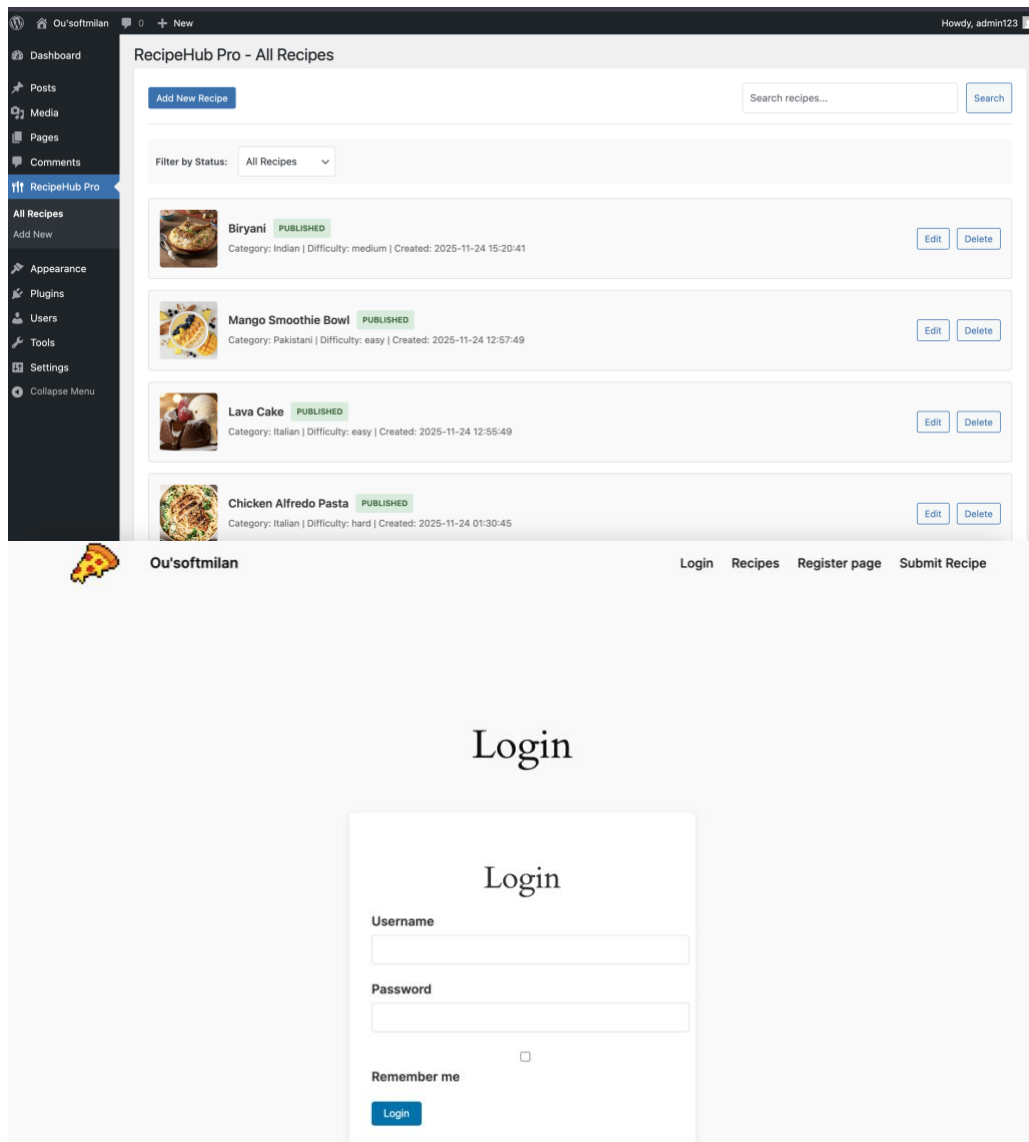 Ou'softmilan 0 + New Howdy, admin123
Dashboard
Posts
Media
Pages
Comments
RecipeHub Pro
All Recipes
Add New
Appearance
Plugins
Users
Tools
Settings
Collapse Menu
RecipeHub Pro - All Recipes
Add New Recipe
Search recipes... Search
Filter by Status: All Recipes
Biryani PUBLISHED
Category: Indian | Difficulty: medium | Created: 2025-11-24 15:20:41
Edit Delete
Mango Smoothie Bowl PUBLISHED
Category: Pakistani | Difficulty: easy | Created: 2025-11-24 12:57:49
Edit Delete
Lava Cake PUBLISHED
Category: Italian | Difficulty: easy | Created: 2025-11-24 12:55:49
Edit Delete
Chicken Alfredo Pasta PUBLISHED
Category: Italian | Difficulty: hard | Created: 2025-11-24 01:30:45
Edit Delete
Ou'softmilan Login Recipes Register page Submit Recipe
Login
Login
Username
Password
Remember me
Login